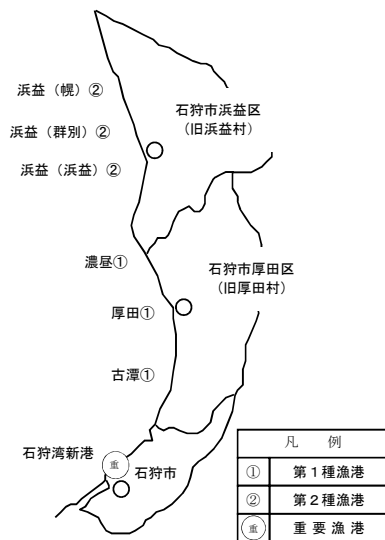 浜益（幌）②
石狩市浜益区
（旧浜益村）
浜益（群別）②
浜益（浜益）②
濃昼①
石狩市厚田区
（旧厚田村）
厚田①
古潭①
石狩湾新港
重
石狩市
凡　例
① 第１種漁港
② 第２種漁港
重 重要漁港